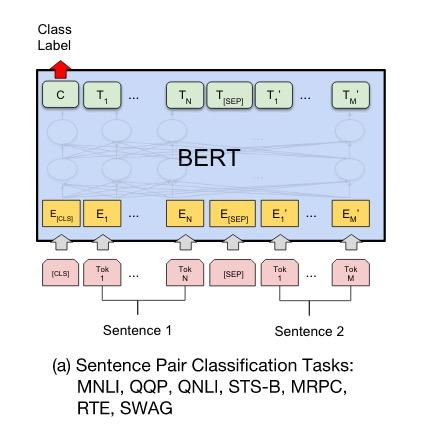 Class
Label
C T1 ... TN T[SEP] T1' ... TM'
BERT
E[CLS] E1 ... EN E[SEP] E1' ... EM'
[CLS] Tok 1 ... Tok N [SEP] Tok 1 ... Tok M
Sentence 1 Sentence 2
(a) Sentence Pair Classification Tasks:
MNLI, QQP, QNLI, STS-B, MRPC,
RTE, SWAG